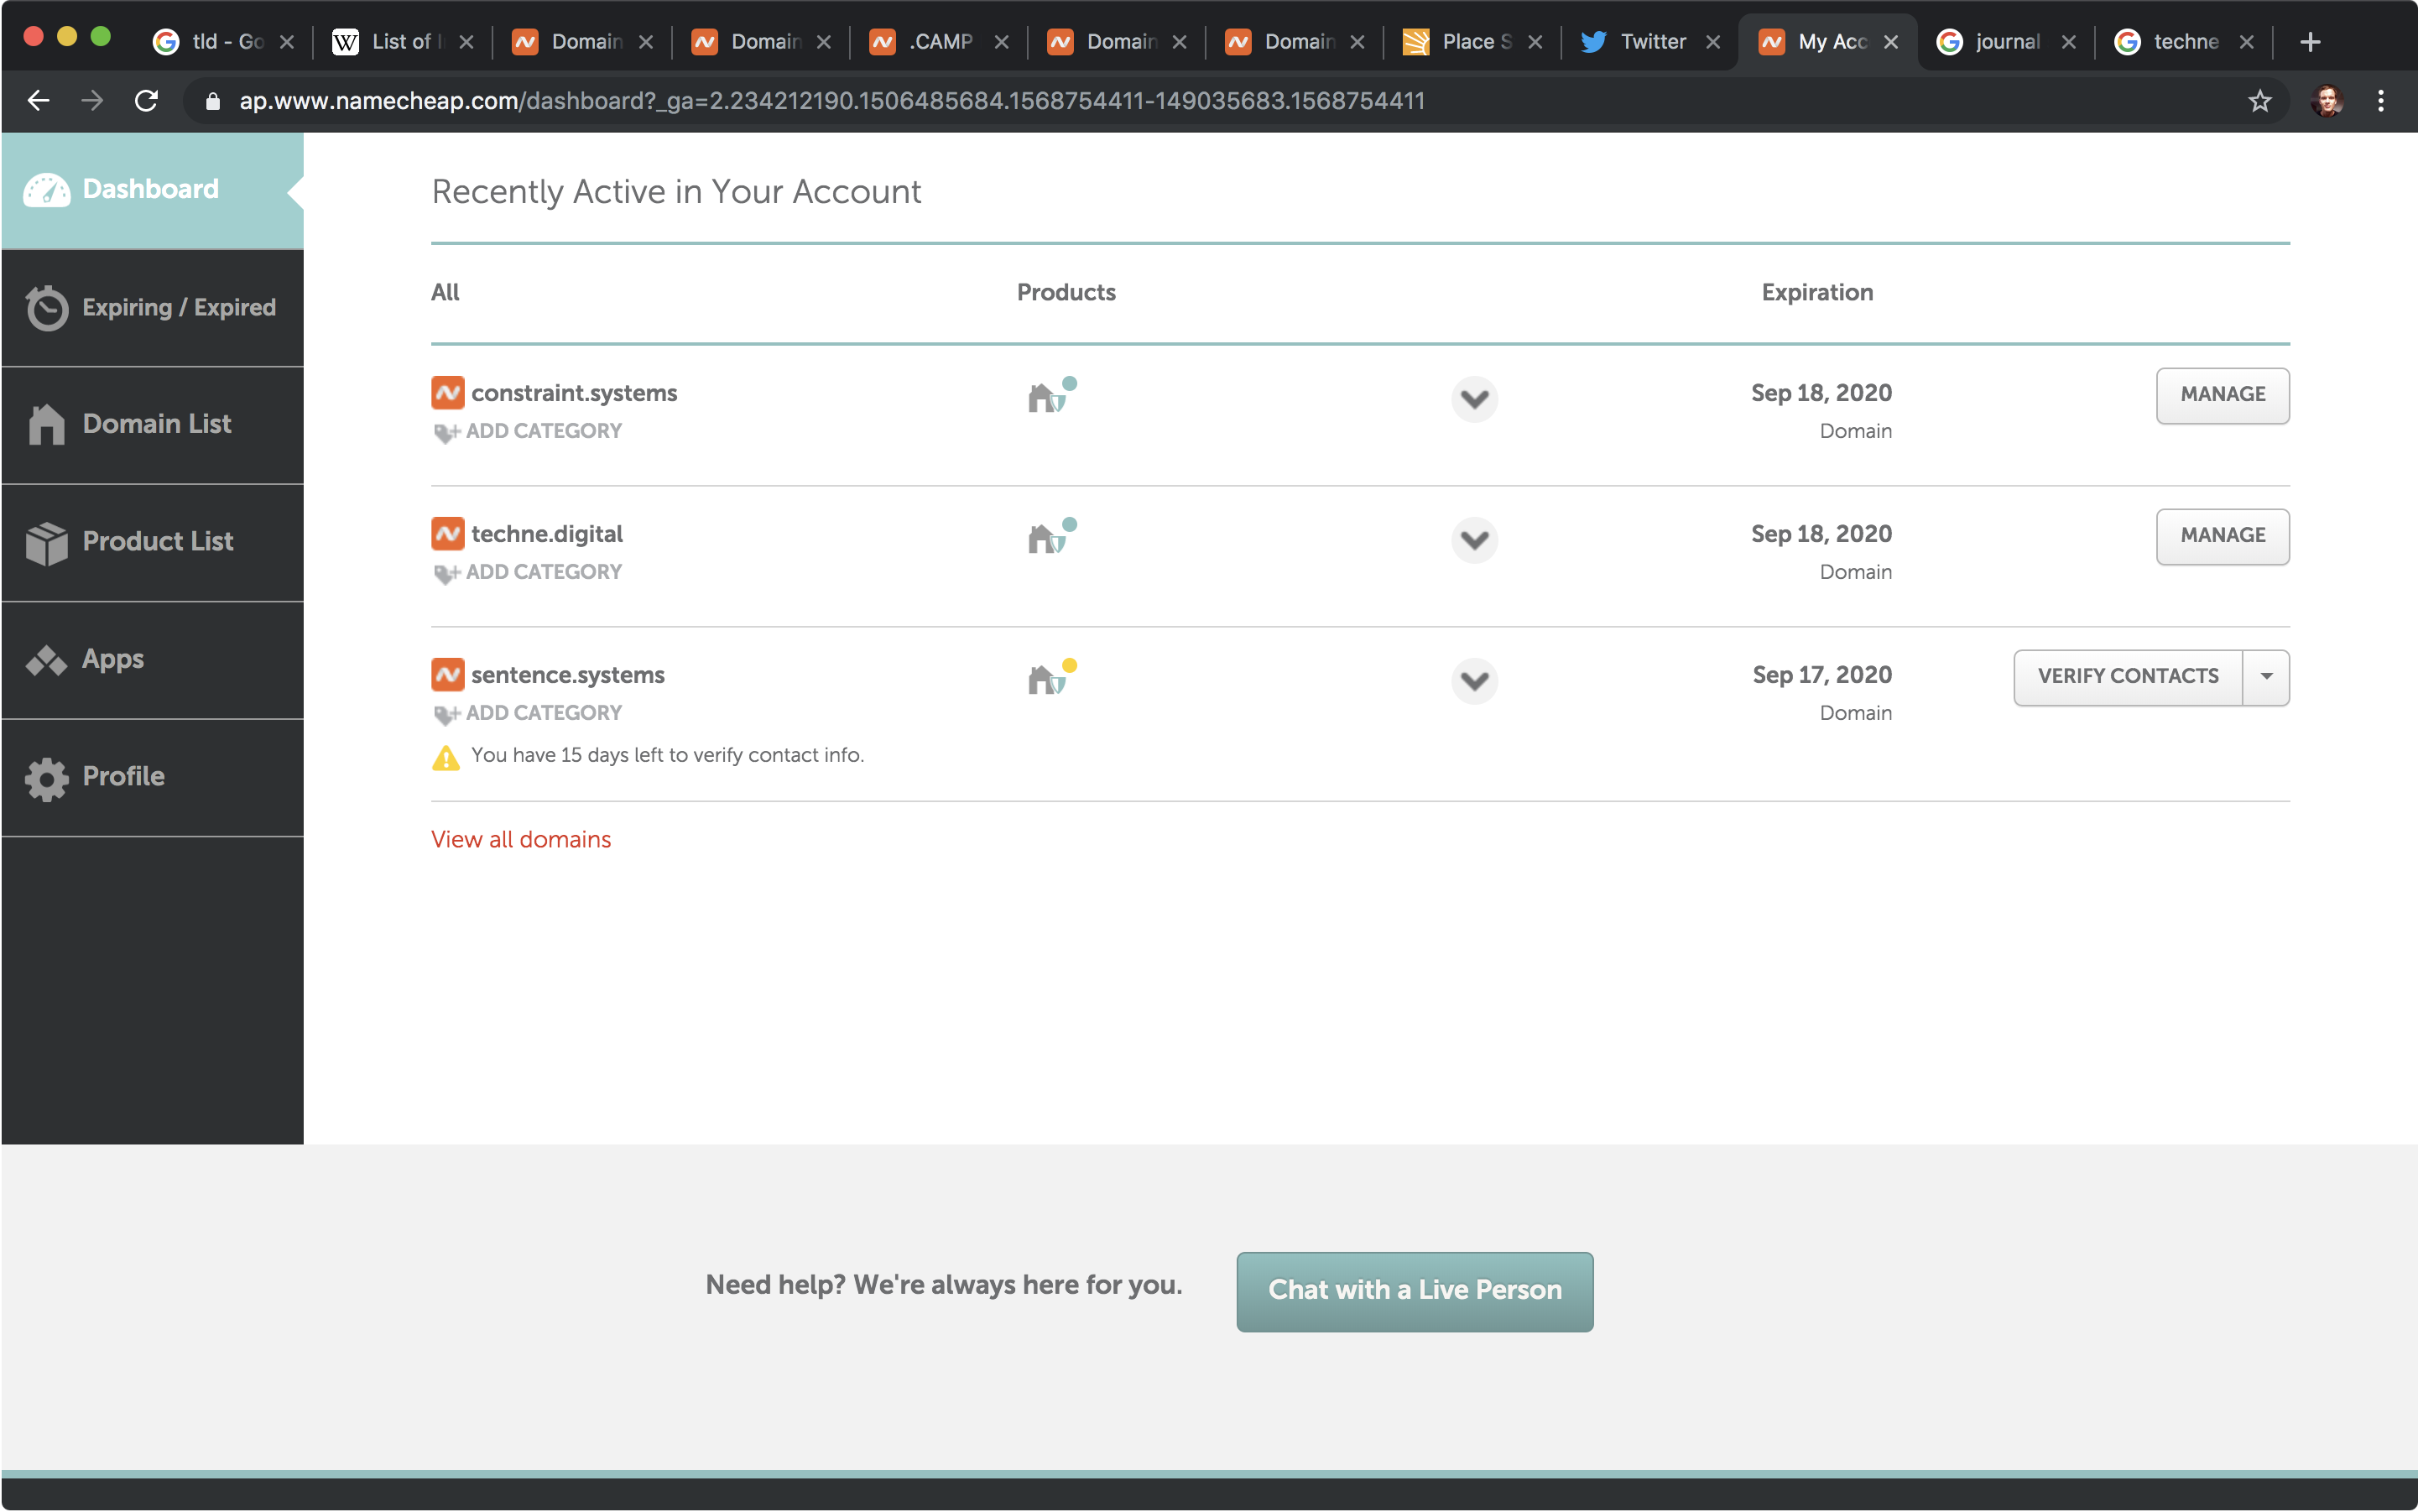 tld - Go
List of I
Domain
Domain
.CAMP
Domain
Domain
Place S
Twitter
My Acc
journal
techne
ap.www.namecheap.com/dashboard?_ga=2.234212190.1506485684.1568754411-149035683.1568754411
Dashboard
Expiring / Expired
Domain List
Product List
Apps
Profile
Recently Active in Your Account
All Products Expiration
constraint.systems Sep 18, 2020 MANAGE
ADD CATEGORY Domain
techne.digital Sep 18, 2020 MANAGE
ADD CATEGORY Domain
sentence.systems Sep 17, 2020 VERIFY CONTACTS
ADD CATEGORY Domain
You have 15 days left to verify contact info.
View all domains
Need help? We're always here for you. Chat with a Live Person